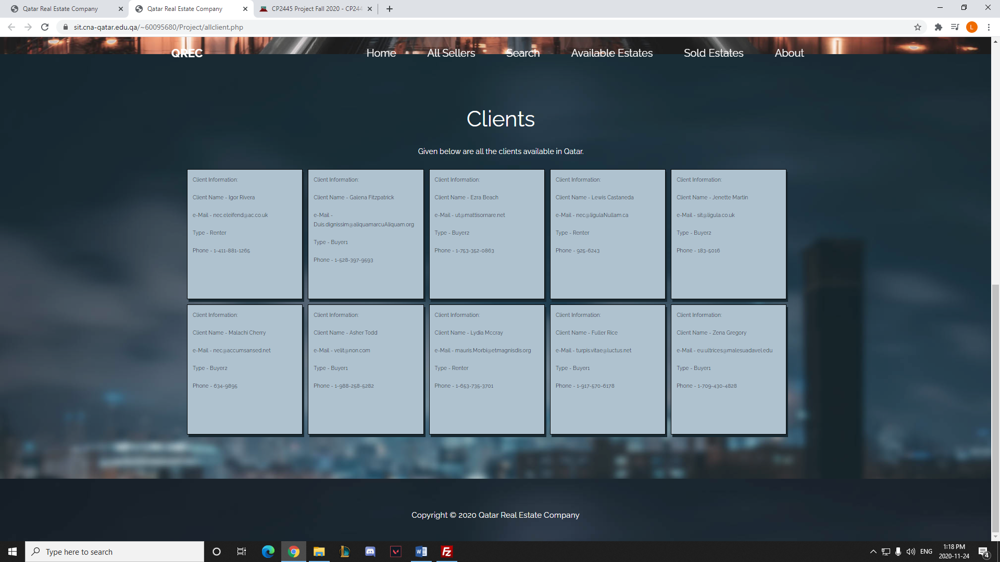 Qatar Real Estate Company
Qatar Real Estate Company
CP2445 Project Fall 2020 - CP244
sit.cna-qatar.edu.qa/~60095680/Project/allclient.php
L
QREC
Home
All Sellers
Search
Available Estates
Sold Estates
About
Clients
Given below are all the clients available in Qatar.
Client Information:
Client Name - Igor Rivera
e-Mail - nec.eleifend@ac.co.uk
Type - Renter
Phone - 1-411-881-1265
Client Information:
Client Name - Galena Fitzpatrick
e-Mail -
Duis.dignissim@aliquamarcuAliquam.org
Type - Buyer1
Phone - 1-528-397-9593
Client Information:
Client Name - Ezra Beach
e-Mail - ut@mattisornare.net
Type - Buyer2
Phone - 1-753-352-0863
Client Information:
Client Name - Lewis Castaneda
e-Mail - nec@ligulaNullam.ca
Type - Renter
Phone - 925-6243
Client Information:
Client Name - Jenette Martin
e-Mail - sit@ligula.co.uk
Type - Buyer2
Phone - 183-5016
Client Information:
Client Name - Malachi Cherry
e-Mail - nec@accumsansed.net
Type - Buyer2
Phone - 634-9895
Client Information:
Client Name - Asher Todd
e-Mail - velit@non.com
Type - Buyer1
Phone - 1-988-258-5282
Client Information:
Client Name - Lydia Mccray
e-Mail - mauris.Morbi@etmagnisdis.org
Type - Renter
Phone - 1-653-735-3701
Client Information:
Client Name - Fuller Rice
e-Mail - turpis.vitae@luctus.net
Type - Buyer1
Phone - 1-917-570-6178
Client Information:
Client Name - Zena Gregory
e-Mail - eu.ultrices@malesuadavel.edu
Type - Buyer1
Phone - 1-709-430-4828
Copyright © 2020 Qatar Real Estate Company
Type here to search
ENG
1:18 PM
2020-11-24
4